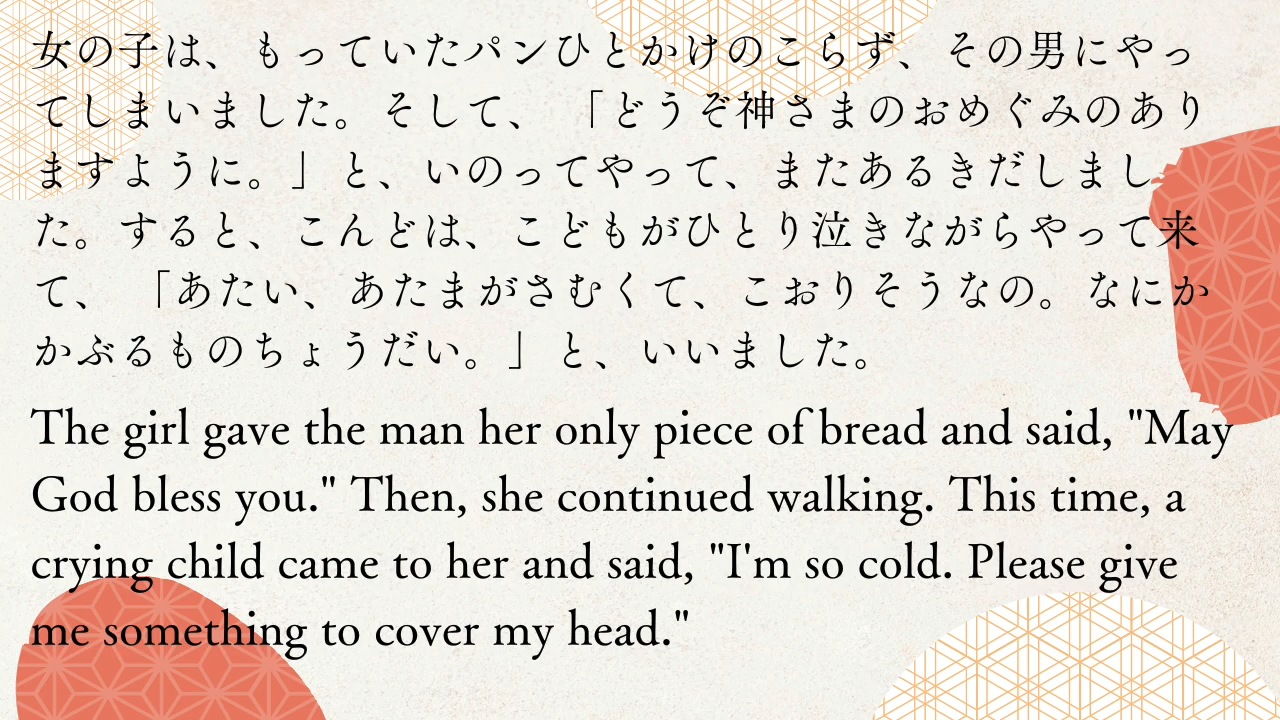 女の子は、もっていたパンひとかけのこらず、その男にやっ
てしまいました。そして、「どうぞ神さまのおめぐみのあり
ますように。」と、いのってやって、またあるきだしまし
た。すると、こんどは、こどもがひとり泣きながらやって来
て、「あたい、あたまがさむくて、こおりそうなの。なにか
かぶるものちょうだい。」と、いいました。
The girl gave the man her only piece of bread and said, "May
God bless you." Then, she continued walking. This time, a
crying child came to her and said, "I'm so cold. Please give
me something to cover my head."